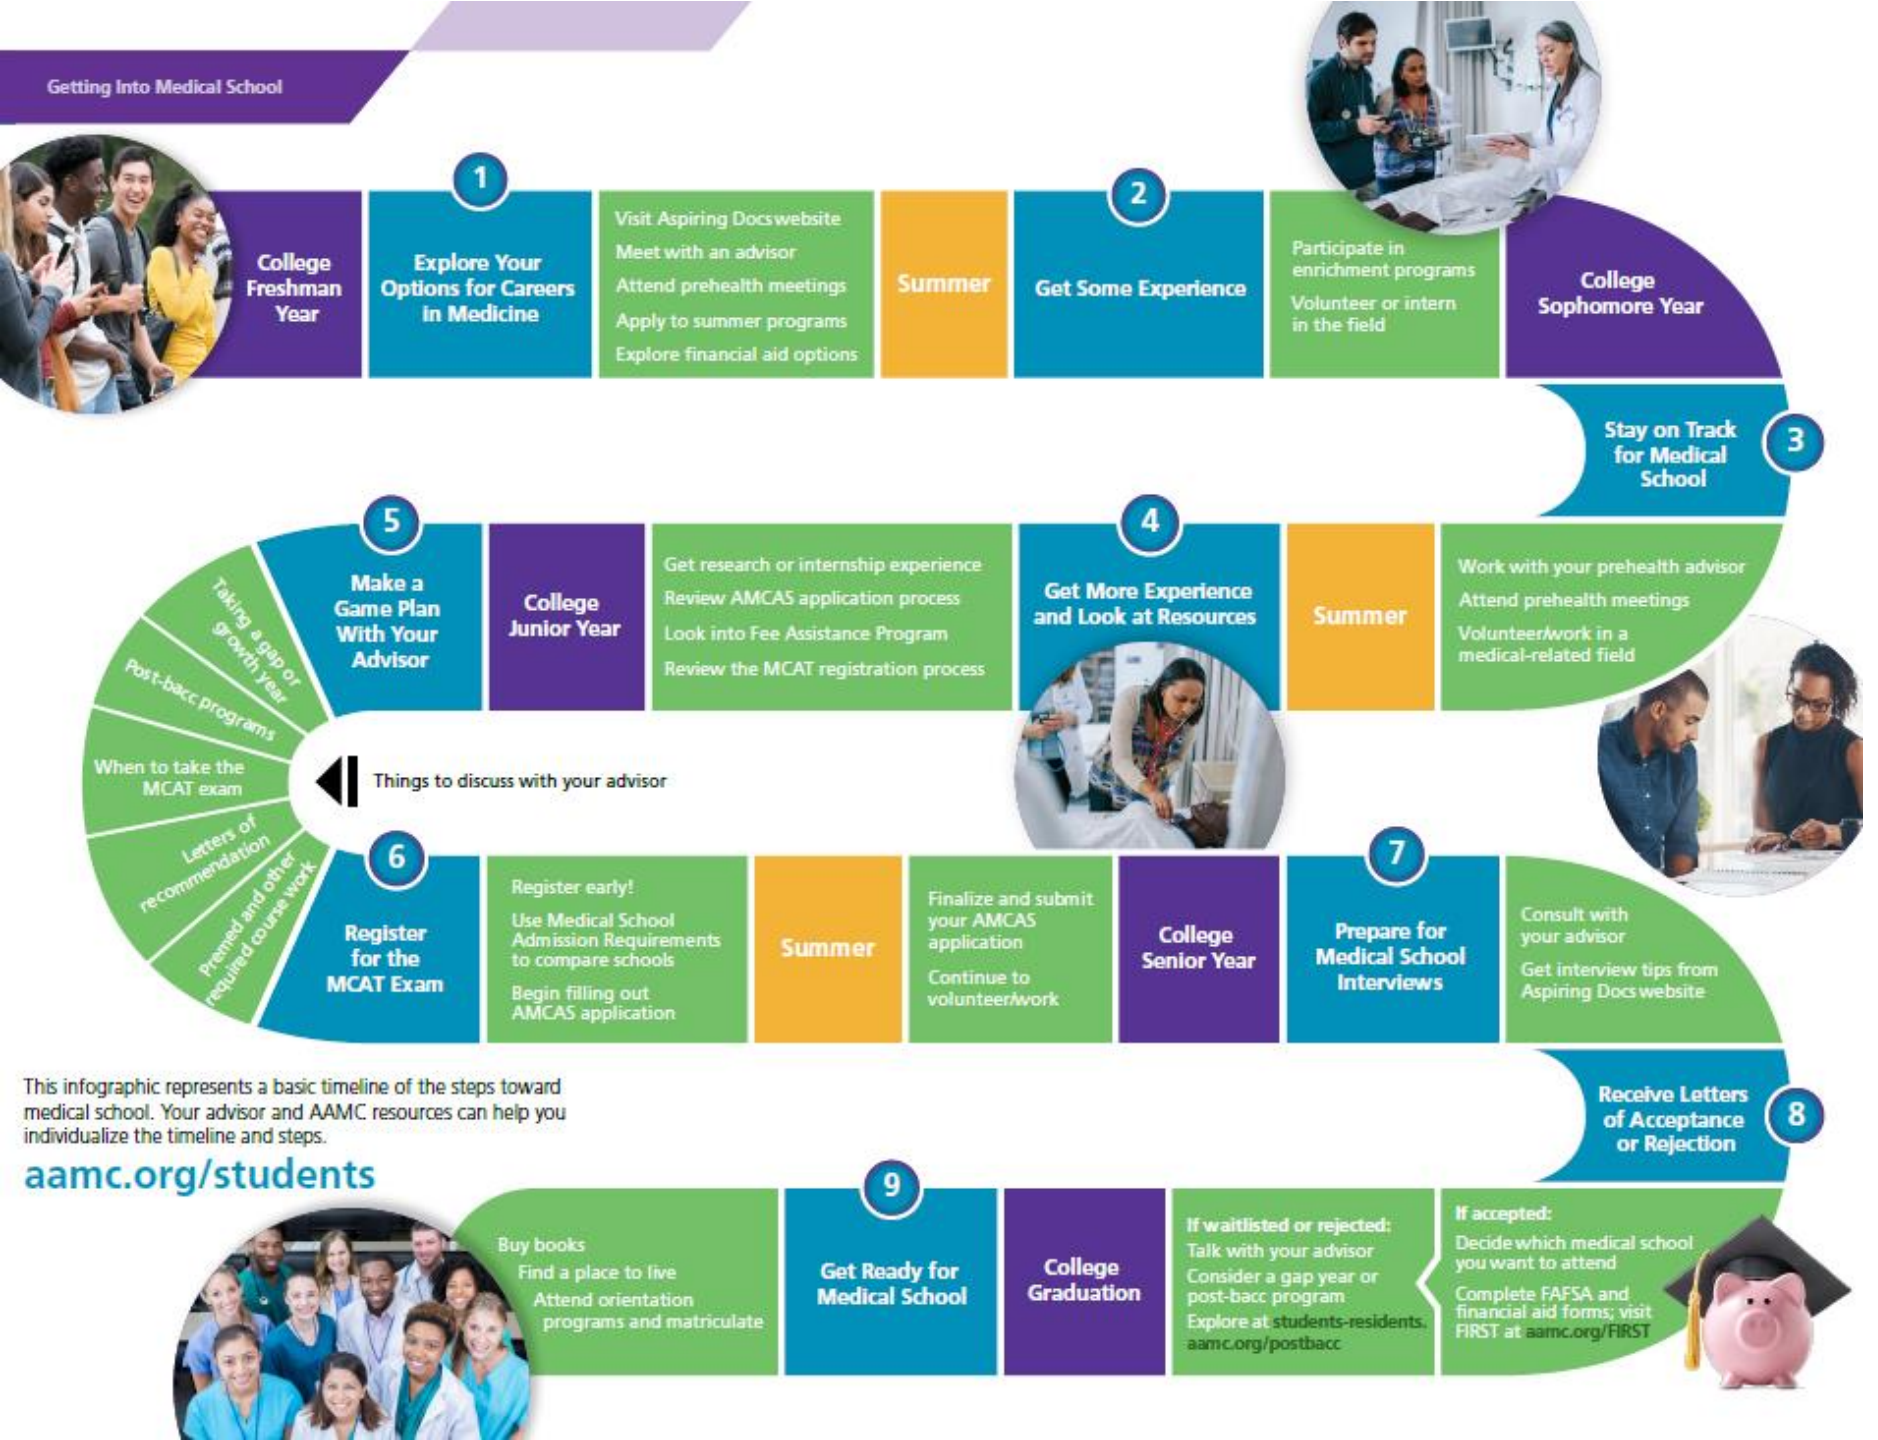 Getting Into Medical School
College
Freshman
Year
1
Explore Your
Options for Careers
in Medicine
Visit Aspiring Docs website
Meet with an advisor
Attend prehealth meetings
Apply to summer programs
Explore financial aid options
Summer
2
Get Some Experience
Participate in
enrichment programs
Volunteer or intern
in the field
College
Sophomore Year
3
Stay on Track
for Medical
School
Work with your prehealth advisor
Attend prehealth meetings
Volunteer/work in a
medical-related field
Summer
4
Get More Experience
and Look at Resources
Get research or internship experience
Review AMCAS application process
Look into Fee Assistance Program
Review the MCAT registration process
College
Junior Year
5
Make a
Game Plan
With Your
Advisor
Taking a gap or
growth year
Post-bacc programs
When to take the
MCAT exam
Letters of
recommendation
Premed and other
required course work
Things to discuss with your advisor
6
Register
for the
MCAT Exam
Register early!
Use Medical School
Admission Requirements
to compare schools
Begin filling out
AMCAS application
Summer
Finalize and submit
your AMCAS
application
Continue to
volunteer/work
College
Senior Year
7
Prepare for
Medical School
Interviews
Consult with
your advisor
Get interview tips from
Aspiring Docs website
8
Receive Letters
of Acceptance
or Rejection
If accepted:
Decide which medical school
you want to attend
Complete FAFSA and
financial aid forms; visit
FIRST at aamc.org/FIRST
If waitlisted or rejected:
Talk with your advisor
Consider a gap year or
post-bacc program
Explore at students-residents.
aamc.org/postbacc
College
Graduation
9
Get Ready for
Medical School
Buy books
Find a place to live
Attend orientation
programs and matriculate
This infographic represents a basic timeline of the steps toward
medical school. Your advisor and AAMC resources can help you
individualize the timeline and steps.
aamc.org/students